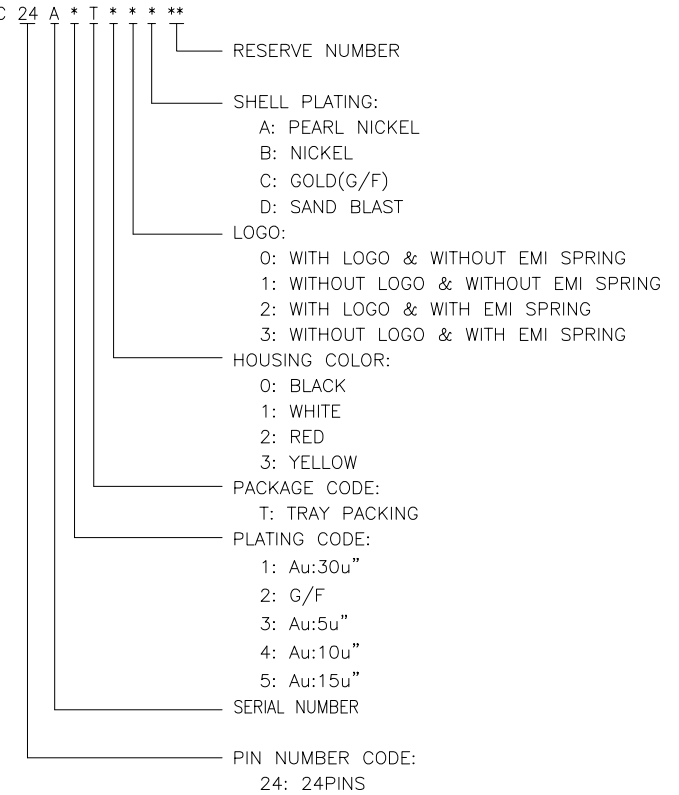 C 24 A * T * * * **
RESERVE NUMBER
SHELL PLATING:
A: PEARL NICKEL
B: NICKEL
C: GOLD(G/F)
D: SAND BLAST
LOGO:
0: WITH LOGO & WITHOUT EMI SPRING
1: WITHOUT LOGO & WITHOUT EMI SPRING
2: WITH LOGO & WITH EMI SPRING
3: WITHOUT LOGO & WITH EMI SPRING
HOUSING COLOR:
0: BLACK
1: WHITE
2: RED
3: YELLOW
PACKAGE CODE:
T: TRAY PACKING
PLATING CODE:
1: Au:30u”
2: G/F
3: Au:5u”
4: Au:10u”
5: Au:15u”
SERIAL NUMBER
PIN NUMBER CODE:
24: 24PINS